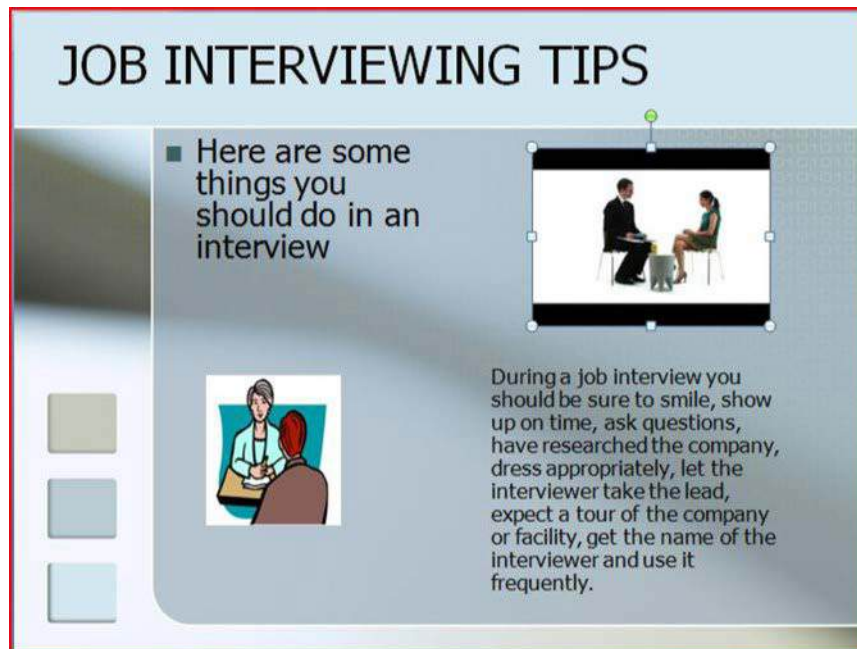 JOB INTERVIEWING TIPS
Here are some
things you
should do in an
interview
During a job interview you
should be sure to smile, show
up on time, ask questions,
have researched the company,
dress appropriately, let the
interviewer take the lead,
expect a tour of the company
or facility, get the name of the
interviewer and use it
frequently.